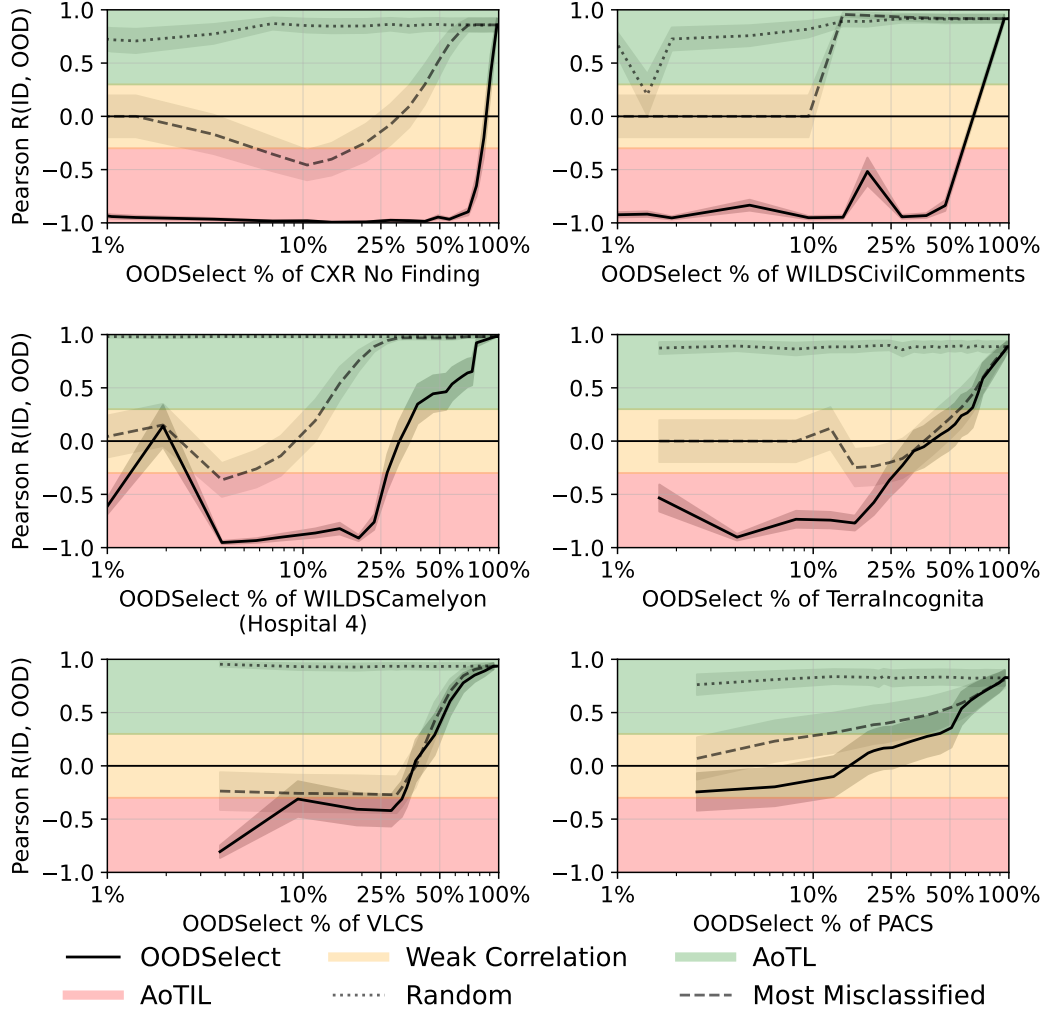 Pearson R(ID, OOD)
1.0
0.5
0.0
−0.5
−1.0
1% 10% 25% 50% 100%
OODSelect % of CXR No Finding
1.0
0.5
0.0
−0.5
−1.0
1% 10% 25% 50% 100%
OODSelect % of WILDSCivilComments
Pearson R(ID, OOD)
1.0
0.5
0.0
−0.5
−1.0
1% 10% 25% 50% 100%
OODSelect % of WILDSCamelyon
(Hospital 4)
1.0
0.5
0.0
−0.5
−1.0
1% 10% 25% 50% 100%
OODSelect % of TerraIncognita
Pearson R(ID, OOD)
1.0
0.5
0.0
−0.5
−1.0
1% 10% 25% 50% 100%
OODSelect % of VLCS
1.0
0.5
0.0
−0.5
−1.0
1% 10% 25% 50% 100%
OODSelect % of PACS
OODSelect Weak Correlation AoTL
AoTIL Random Most Misclassified